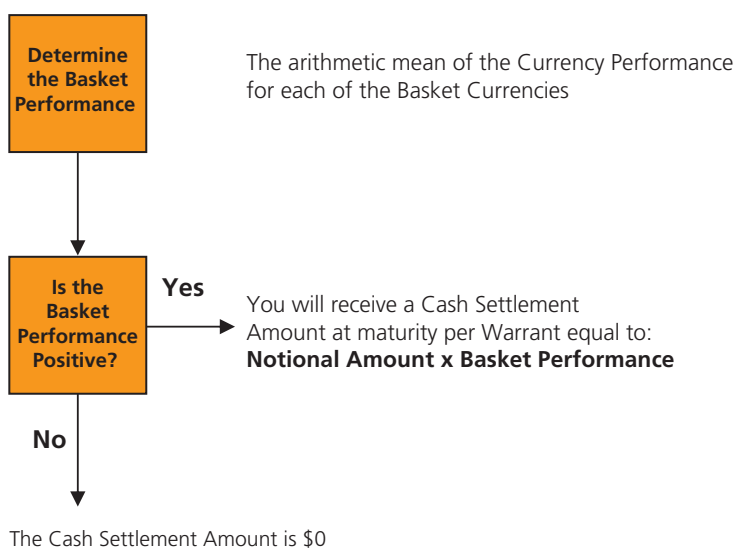 Determine
the Basket
Performance
The arithmetic mean of the Currency Performance
for each of the Basket Currencies
Is the
Basket
Performance
Positive?
Yes
You will receive a Cash Settlement
Amount at maturity per Warrant equal to:
Notional Amount x Basket Performance
No
The Cash Settlement Amount is $0